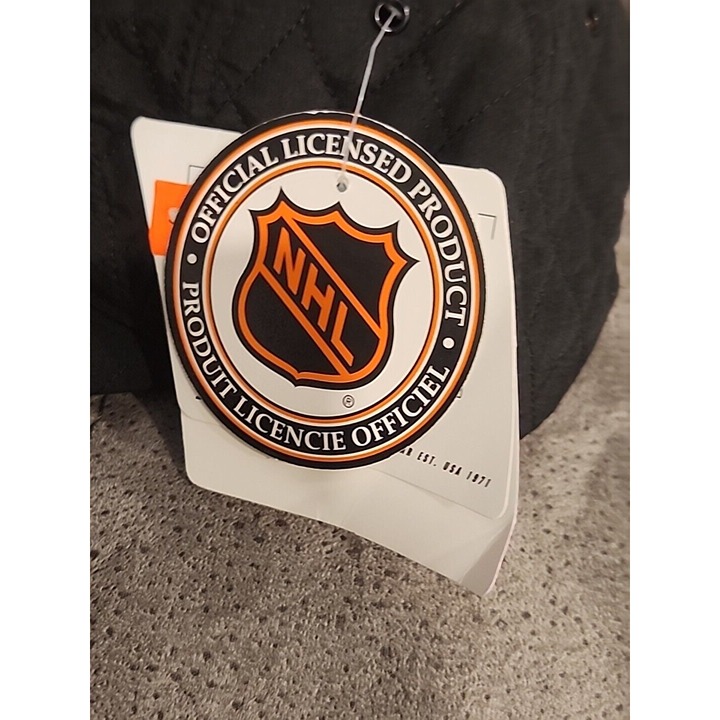 OFFICIAL LICENSED PRODUCT
NHL
®
• PRODUIT LICENCIE OFFICIEL •
EST. USA 1971